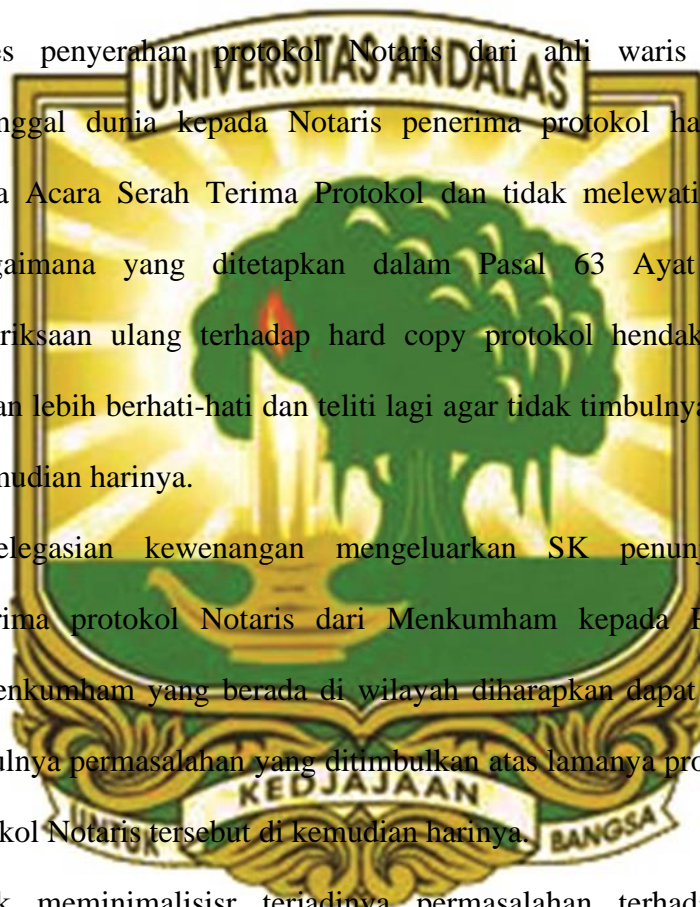 es penyerahan protokol Notaris dari ahli waris
UNIVERSITAS ANDALAS
nggal dunia kepada Notaris penerima protokol ha
a Acara Serah Terima Protokol dan tidak melewati
gaimana yang ditetapkan dalam Pasal 63 Ayat
riksaan ulang terhadap hard copy protokol hendak
an lebih berhati-hati dan teliti lagi agar tidak timbulnya
mudian harinya.
elegasian kewenangan mengeluarkan SK penunj
rima protokol Notaris dari Menkumham kepada
enkumham yang berada di wilayah diharapkan dapat
ulnya permasalahan yang ditimbulkan atas lamanya pro
KEDJAJAAN
UNTUK
BANGSA
kol Notaris tersebut di kemudian harinya.
k meminimalisisr terjadinya permasalahan terhad